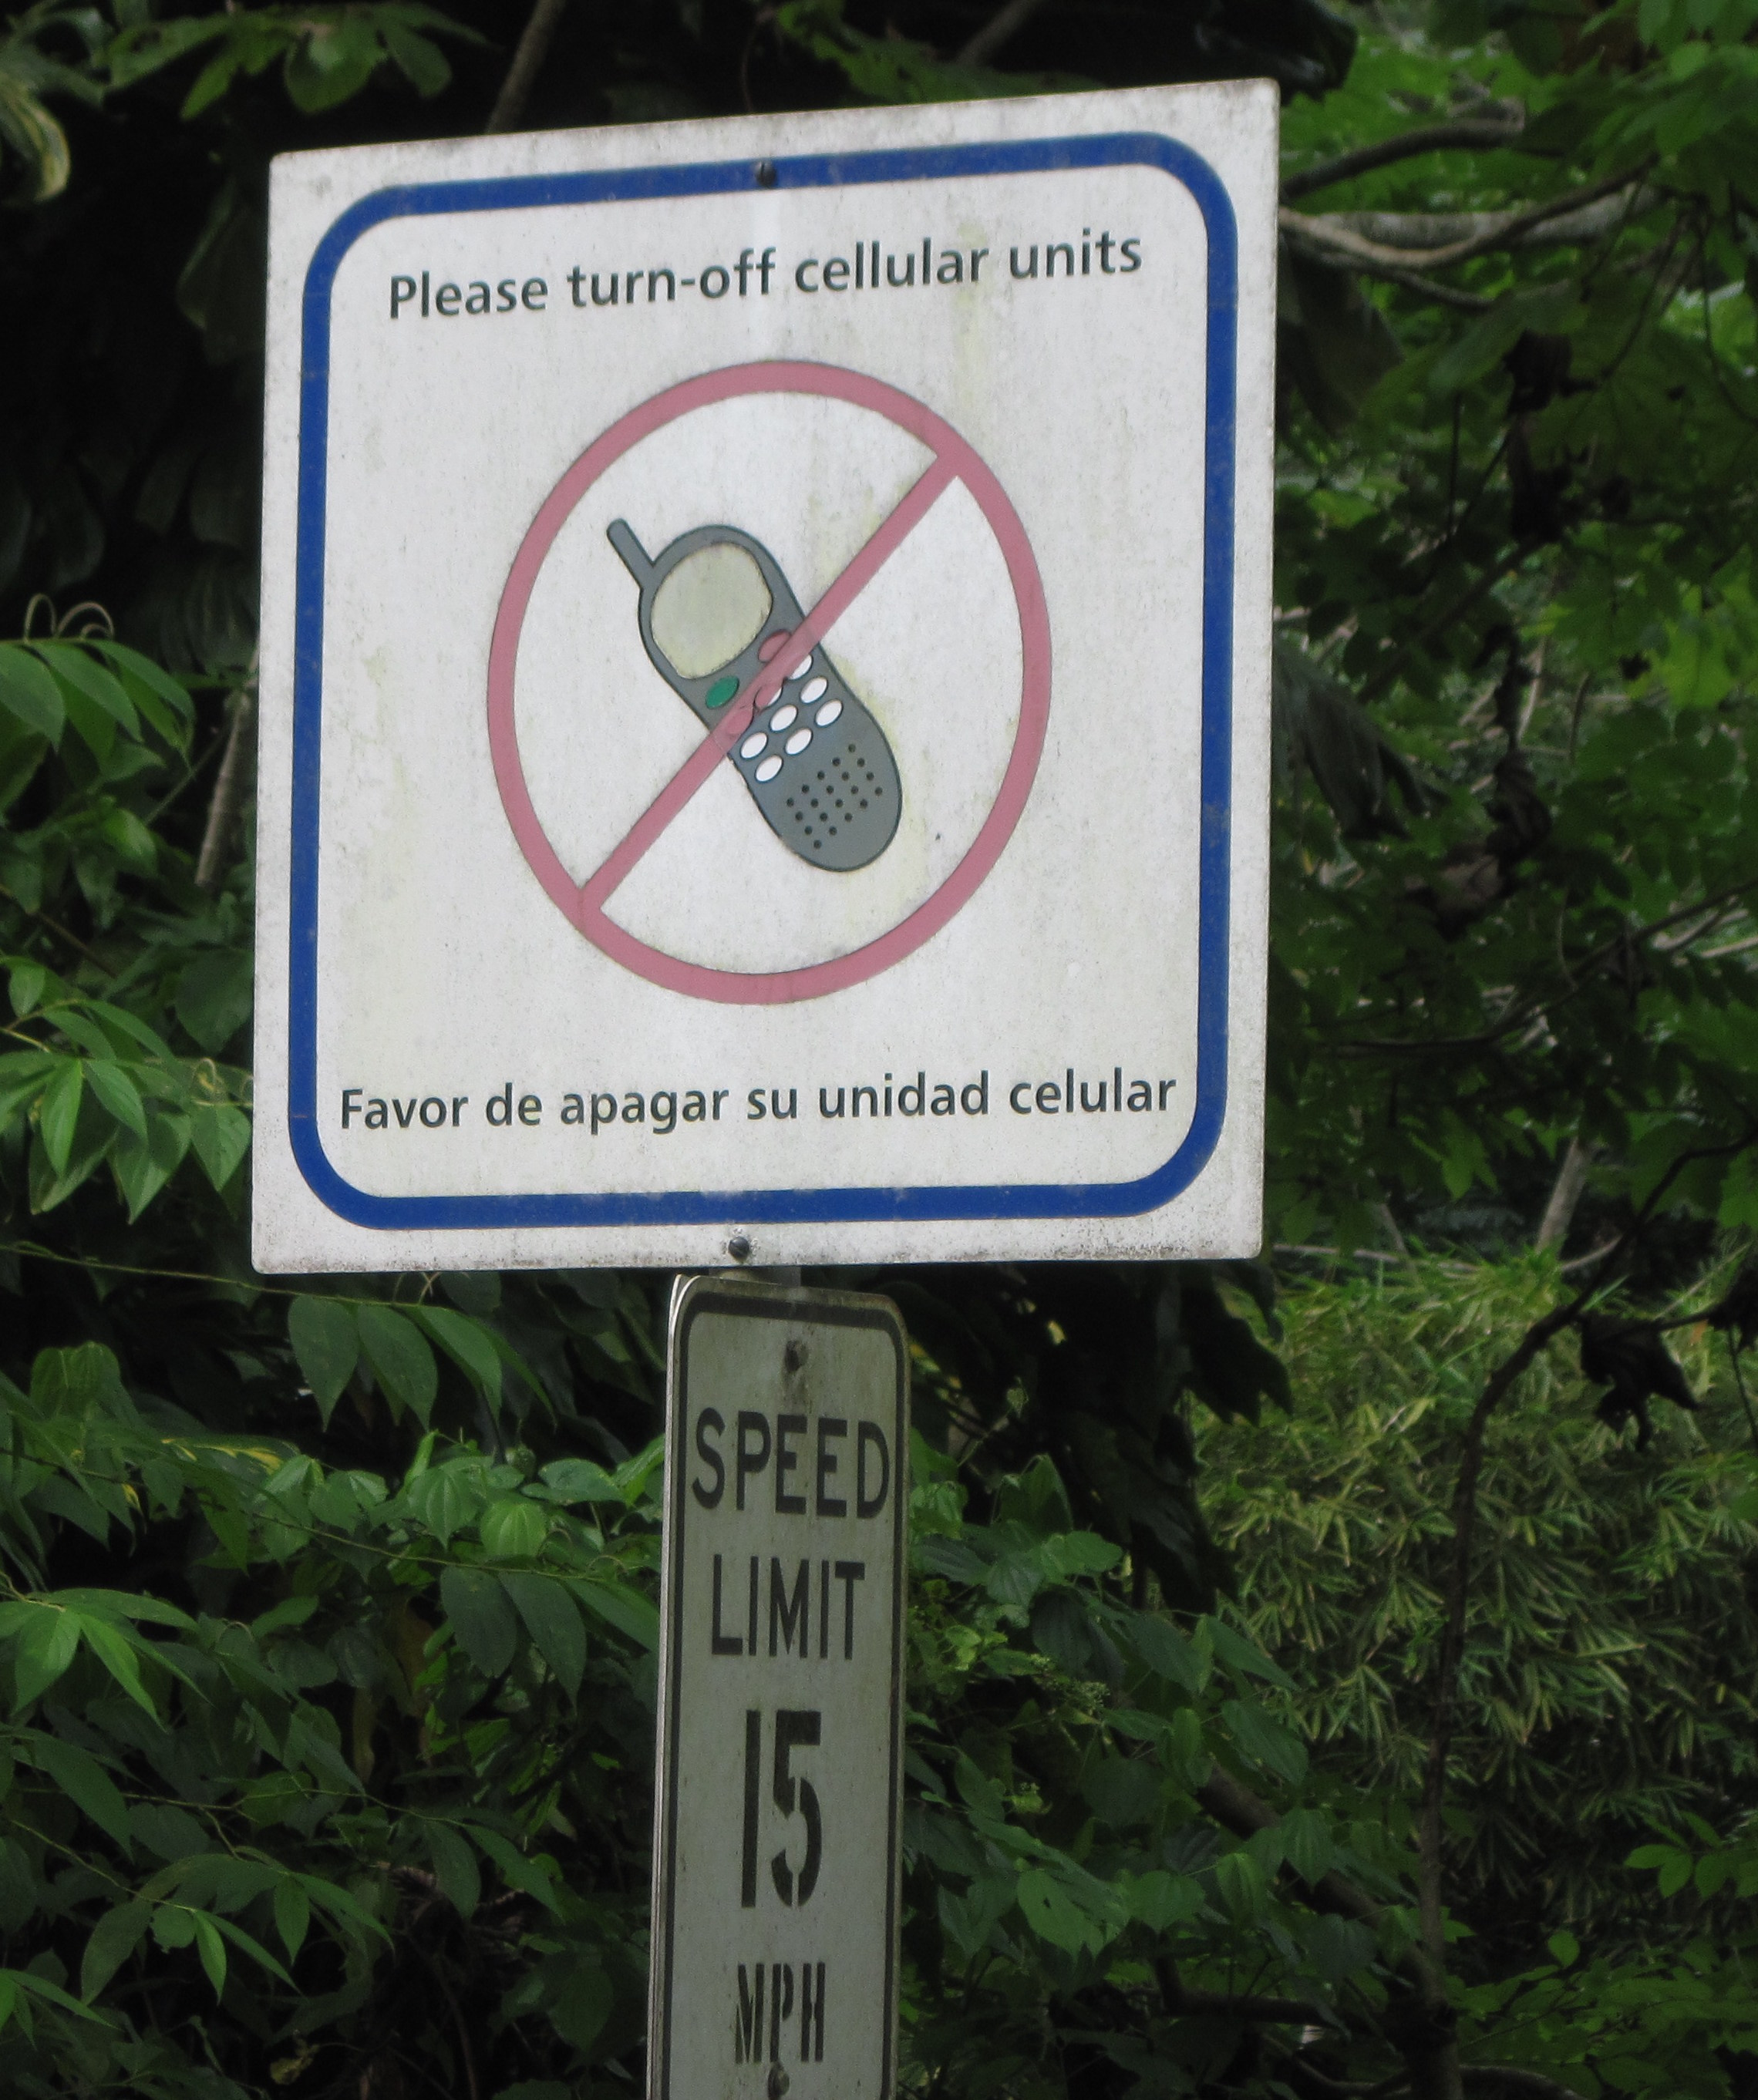 Please turn-off cellular units
Favor de apagar su unidad celular
SPEED
LIMIT
15
MPH